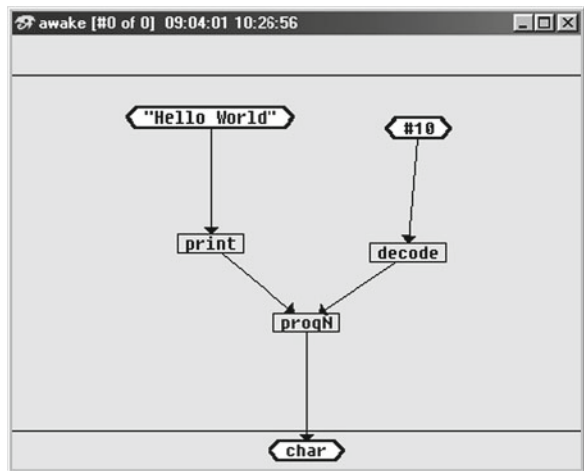 awake [#0 of 0] 09:04:01 10:26:56
"Hello World"
#10
print
decode
progN
char